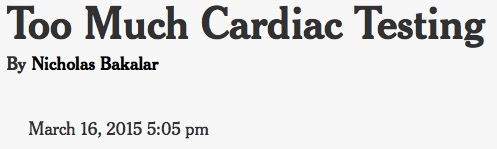 Too Much Cardiac Testing
By Nicholas Bakalar
March 16, 2015 5:05 pm